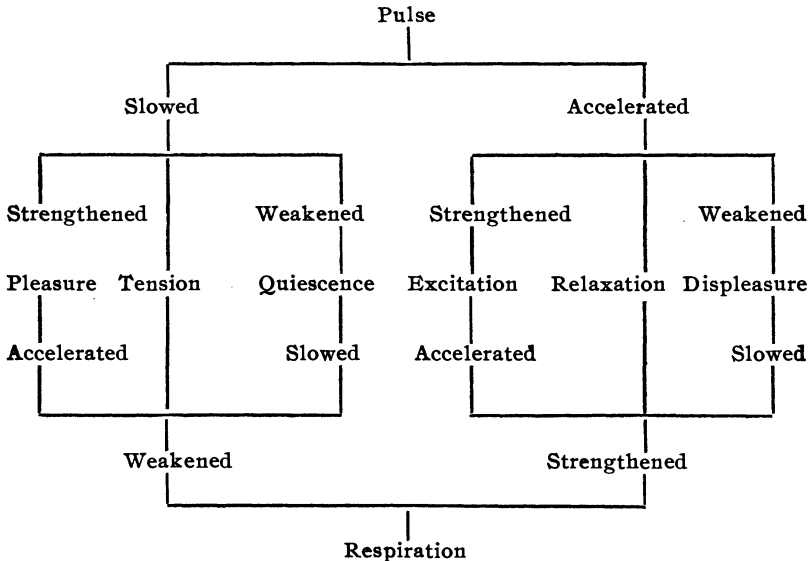 Pulse
Slowed Accelerated
Strengthened Weakened Strengthened Weakened
Pleasure Tension Quiescence Excitation Relaxation Displeasure
Accelerated Slowed Accelerated Slowed
Weakened Strengthened
Respiration